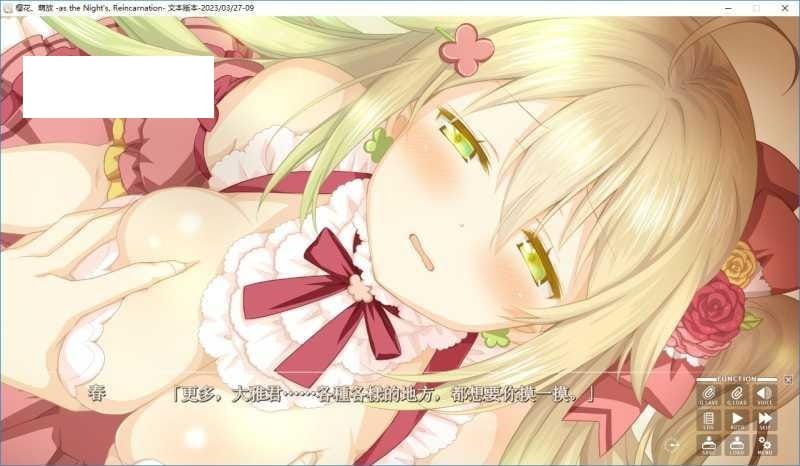 樱花、萌放 -as the Night's, Reincarnation- 文本版本-2023/03/27-09
春
「更多，大雅君……各種各樣的地方，都想要你摸一摸。」
FUNCTION
Q.SAVE Q.LOAD VOICE
LOG AUTO SKIP
SAVE LOAD MENU